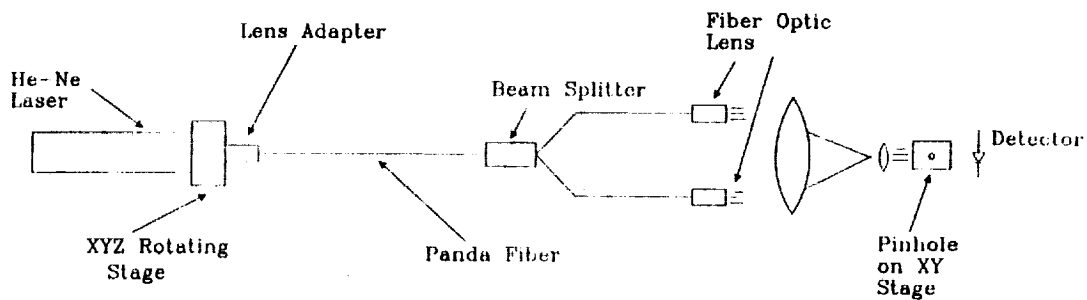 He-Ne
Laser
Lens Adapter
XYZ Rotating
Stage
Panda Fiber
Beam Splitter
Fiber Optic
Lens
Detector
Pinhole
on XY
Stage